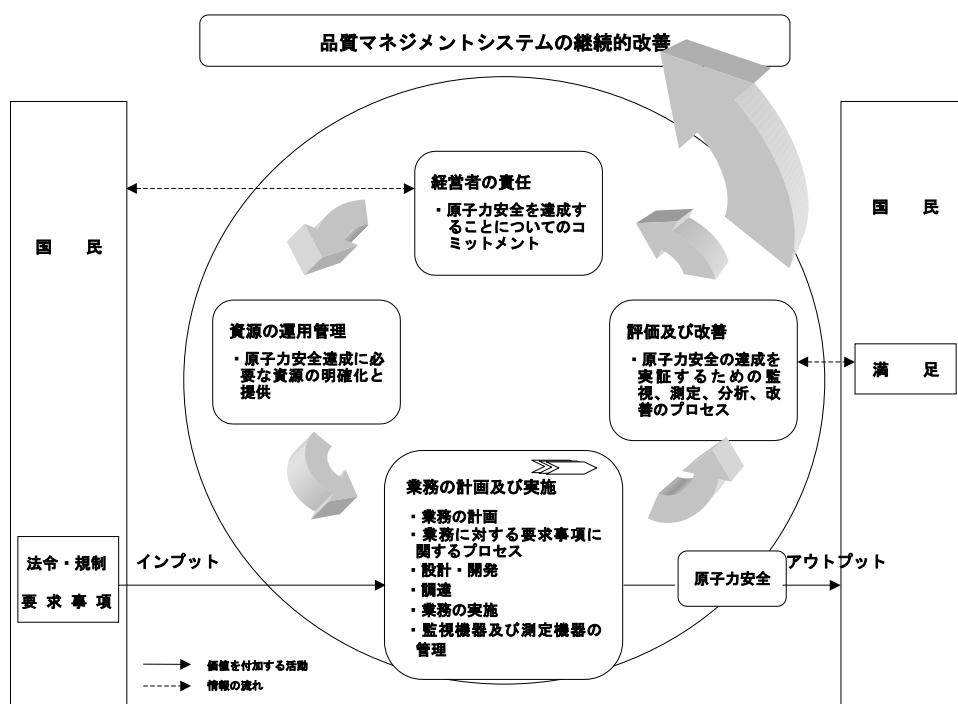 品質マネジメントシステムの継続的改善
国 民
経営者の責任
・原子力安全を達成す
ることについてのコ
ミットメント
国 民
資源の運用管理
・原子力安全達成に必
要な資源の明確化と
提供
評価及び改善
・原子力安全の達成を
実証するための監
視、測定、分析、改
善のプロセス
満 足
業務の計画及び実施
・業務の計画
・業務に対する要求事項に
関するプロセス
・設計・開発
・調達
・業務の実施
・監視機器及び測定機器の
管理
法令・規制
要求事項
インプット
原子力安全
アウトプット
価値を付加する活動
情報の流れ